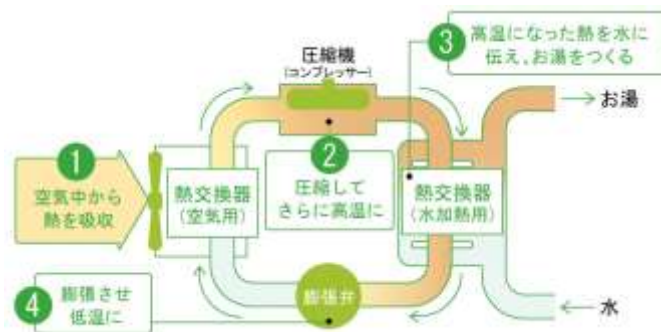 1
空気中から
熱を吸収
熱交換器
(空気用)
圧縮機
(コンプレッサー)
2
圧縮して
さらに高温に
3
高温になった熱を水に
伝え、お湯をつくる
熱交換器
(水加熱用)
お湯
水
膨張弁
4
膨張させ
低温に